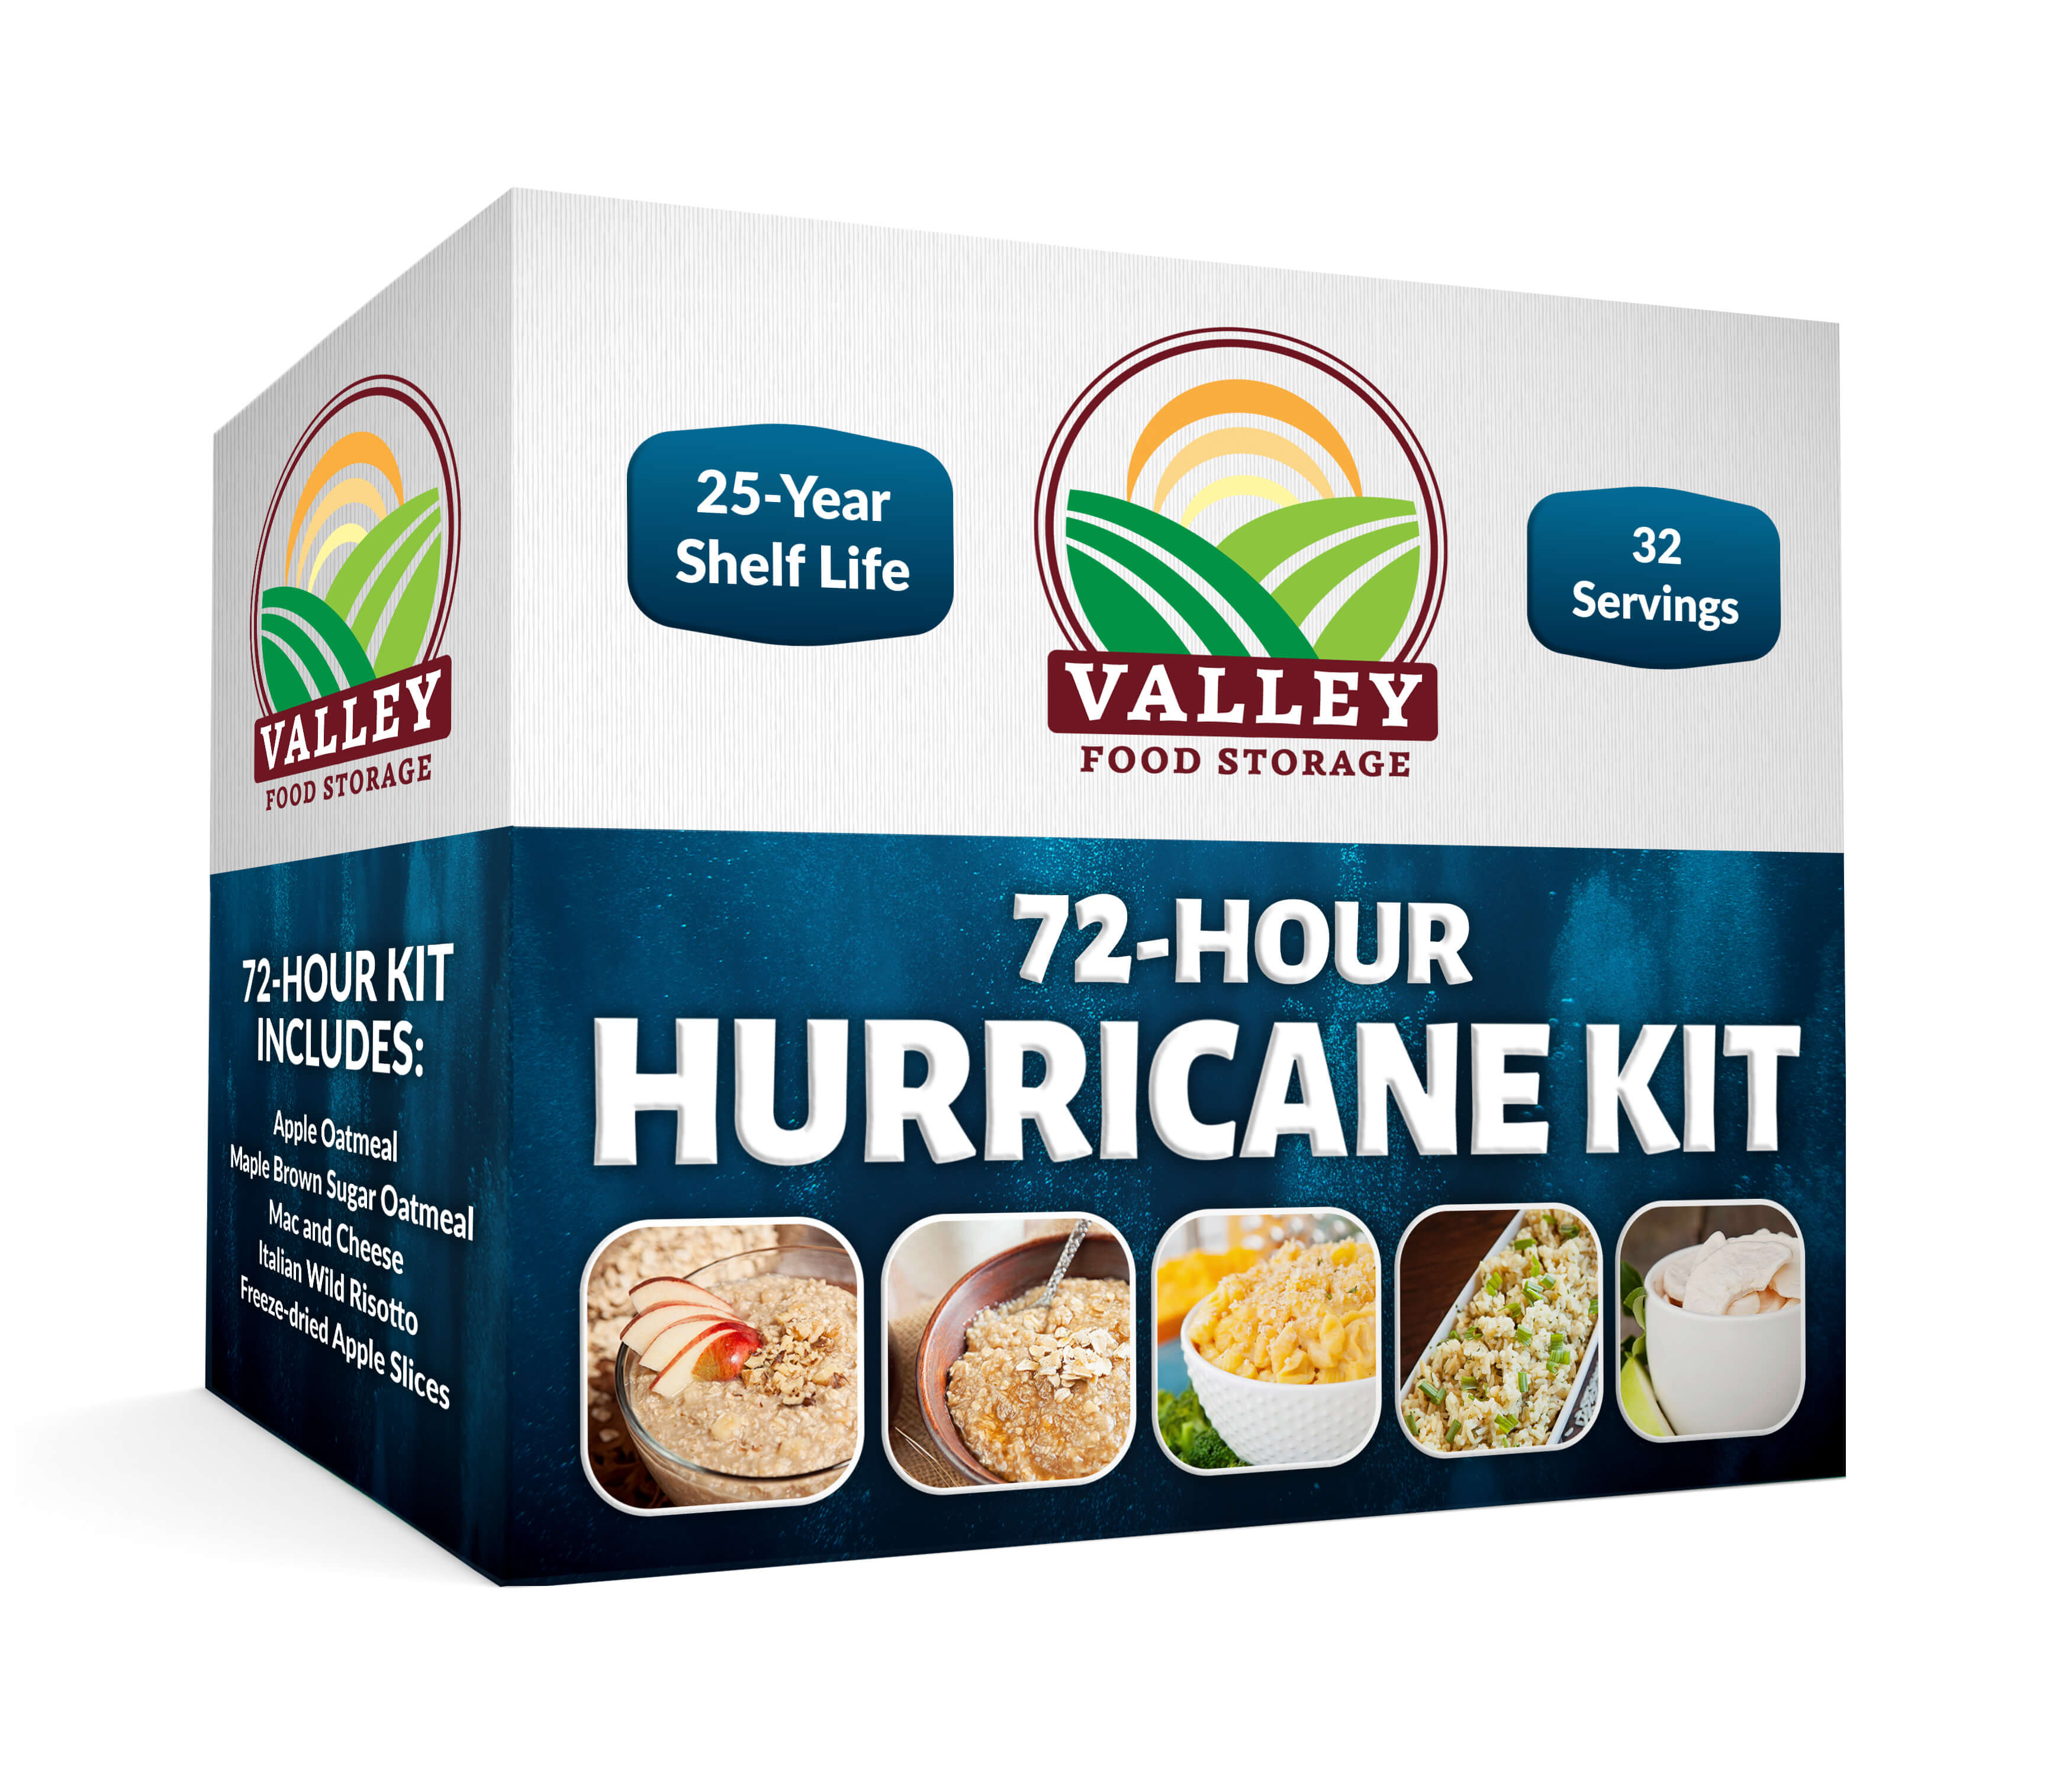 VALLEY
FOOD STORAGE
72-HOUR KIT
INCLUDES:
Apple Oatmeal
Maple Brown Sugar Oatmeal
Mac and Cheese
Italian Wild Risotto
Freeze-dried Apple Slices
25-Year
Shelf Life
VALLEY
FOOD STORAGE
32
Servings
72-HOUR
HURRICANE KIT